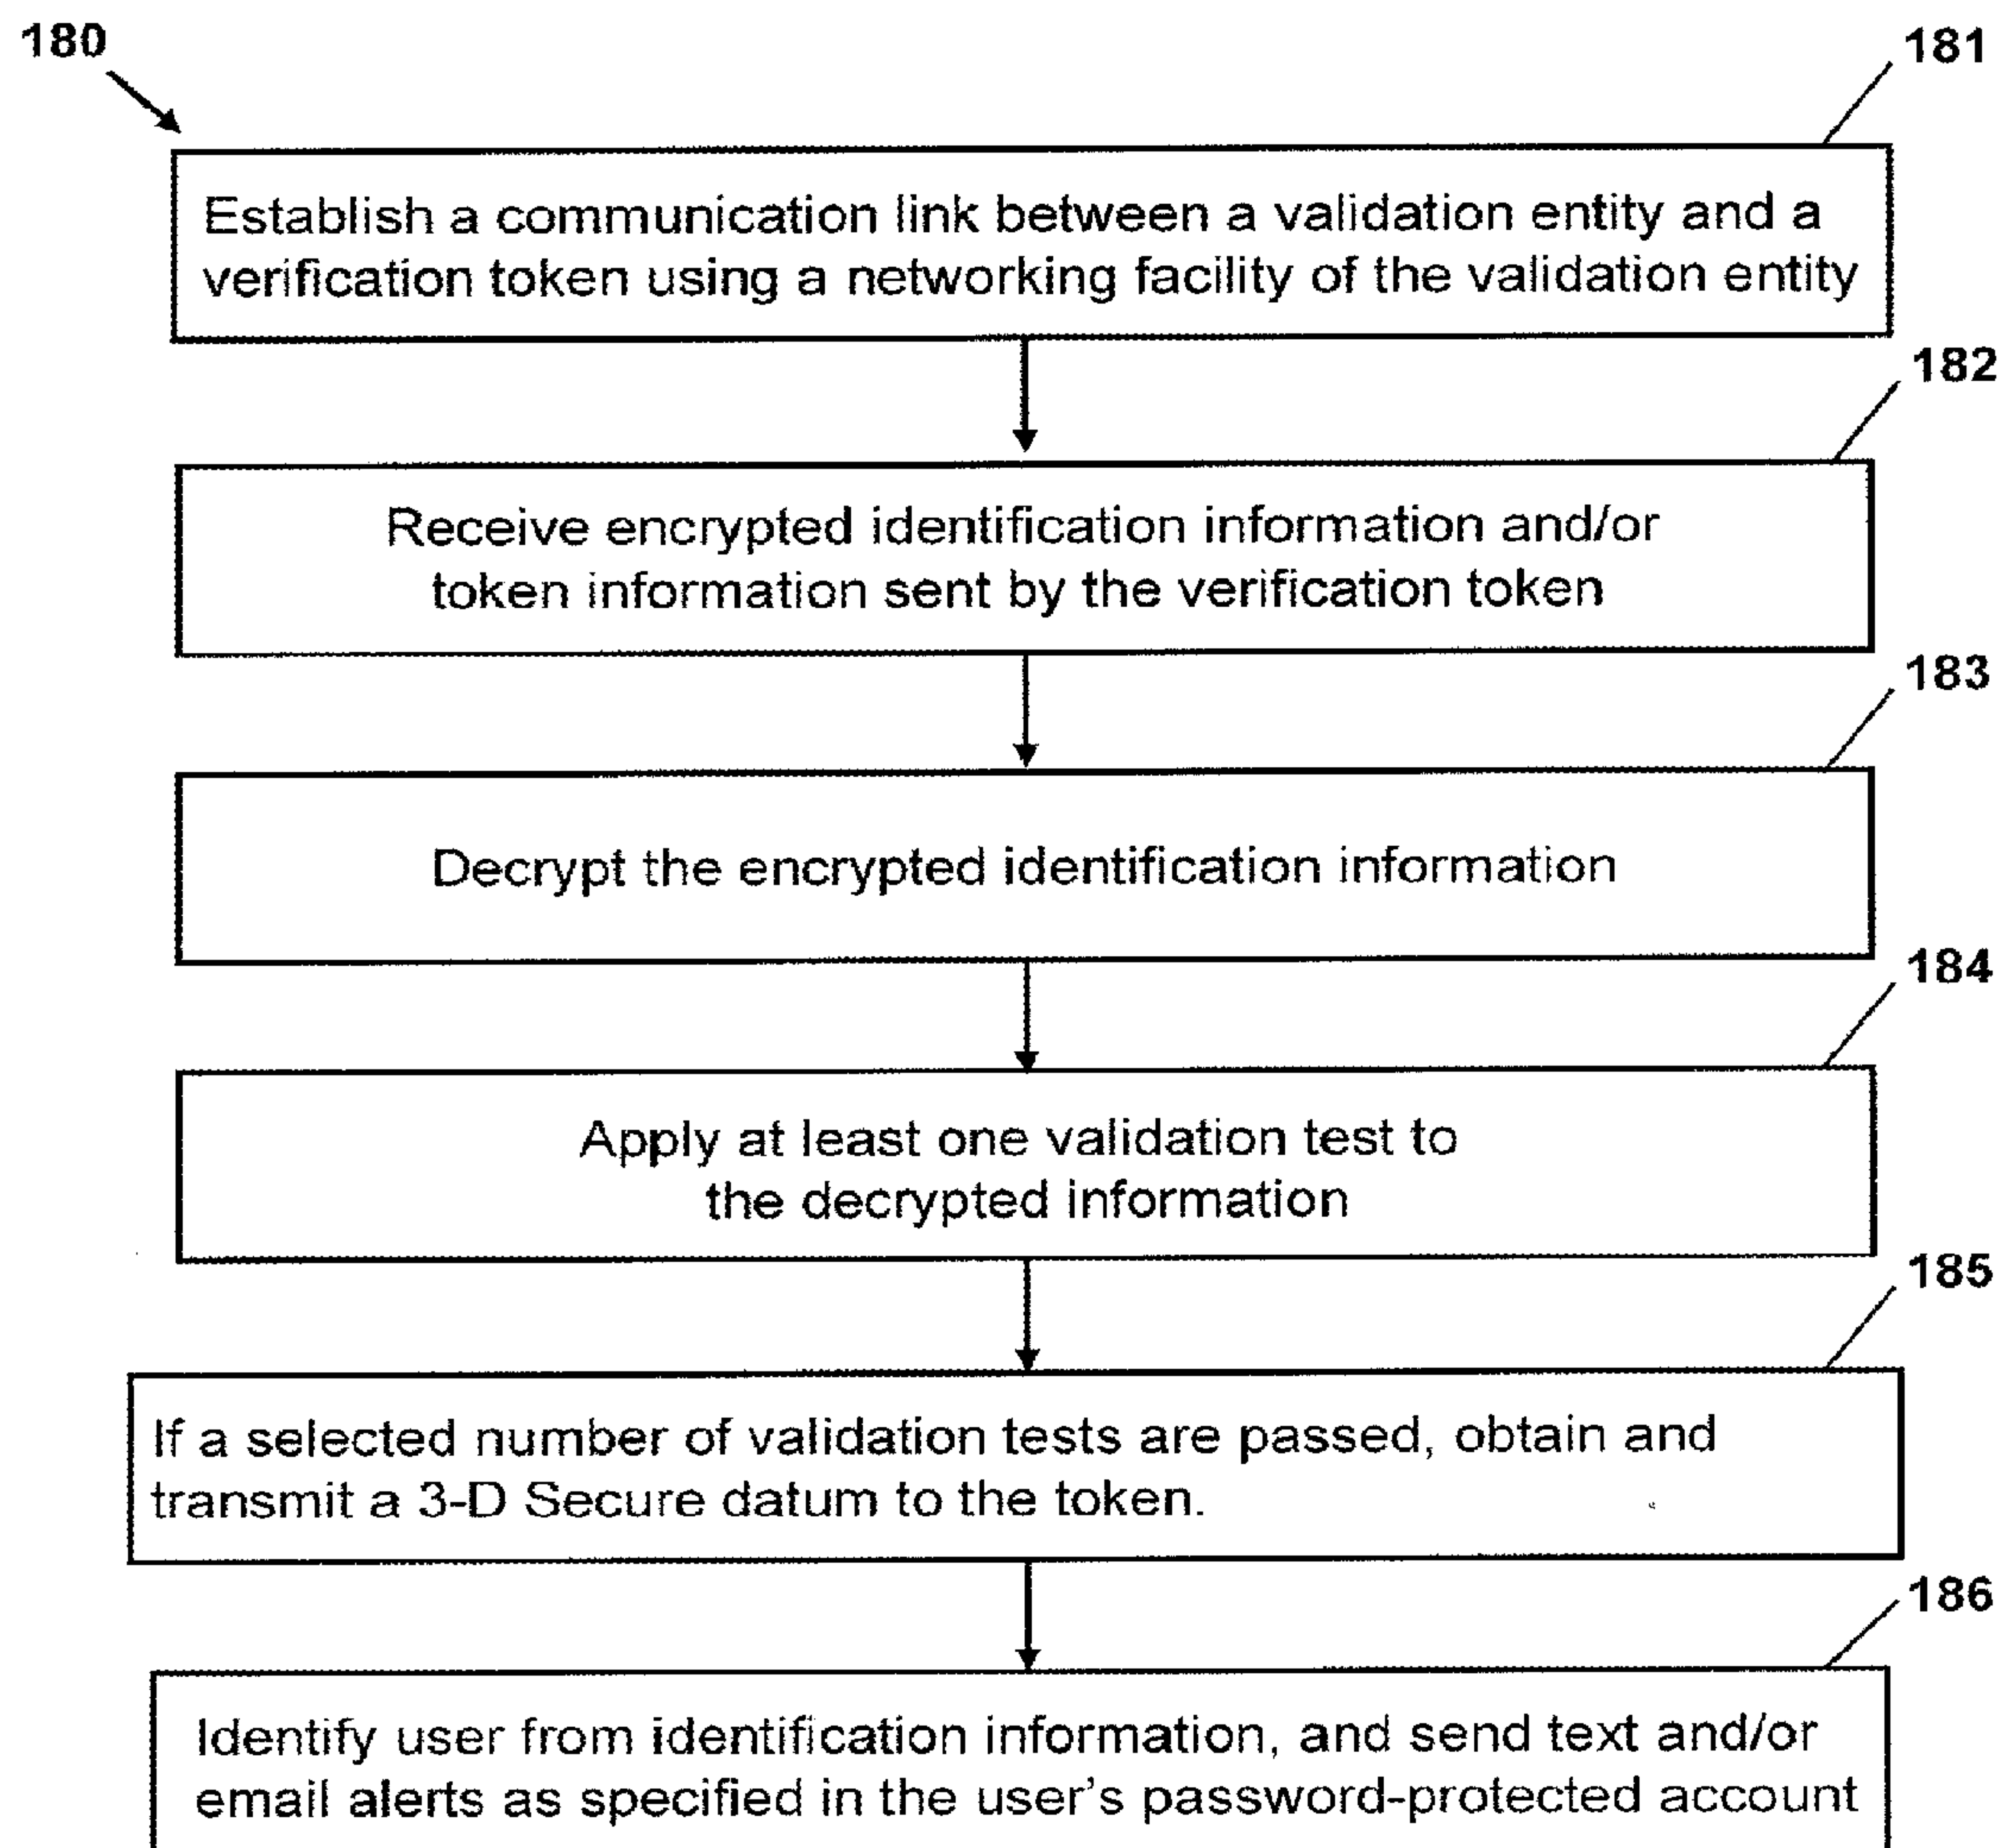 180
181
Establish a communication link between a validation entity and a
verification token using a networking facility of the validation entity
182
Receive encrypted identification information and/or
token information sent by the verification token
183
Decrypt the encrypted identification information
184
Apply at least one validation test to
the decrypted information
185
If a selected number of validation tests are passed, obtain and
transmit a 3-D Secure datum to the token.
186
Identify user from identification information, and send text and/or
email alerts as specified in the user's password-protected account